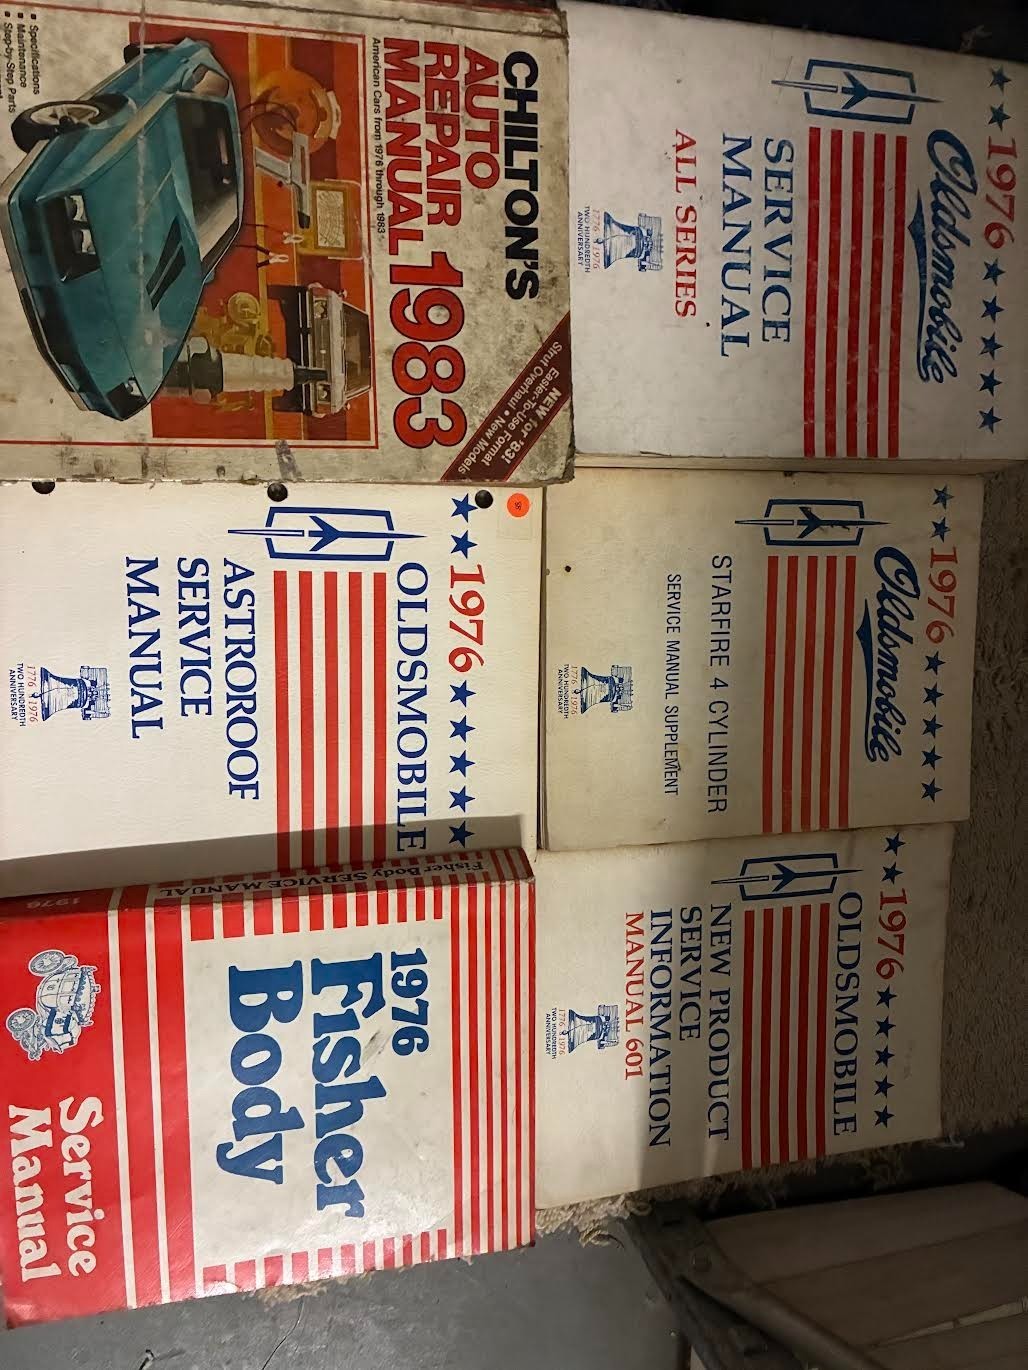 CHILTON'S
AUTO
REPAIR
MANUAL 1983
American Cars from 1976 through 1983
Specifications
Maintenance
Step-by-Step Parts
NEW for '83!
Easier-To-Use Format
Strut Overhaul • New Models
1976
Oldsmobile
SERVICE
MANUAL
ALL SERIES
1776 1976
TWO HUNDREDTH
ANNIVERSARY
1976
OLDSMOBILE
ASTROROOF
SERVICE
MANUAL
1776 1976
TWO HUNDREDTH
ANNIVERSARY
1976
Oldsmobile
STARFIRE 4 CYLINDER
SERVICE MANUAL SUPPLEMENT
1776 1976
TWO HUNDREDTH
ANNIVERSARY
Fisher Body SERVICE MANUAL
1976
1976
Fisher
Body
Service
Manual
1976
OLDSMOBILE
NEW PRODUCT
SERVICE
INFORMATION
MANUAL 601
1776 1976
TWO HUNDREDTH
ANNIVERSARY